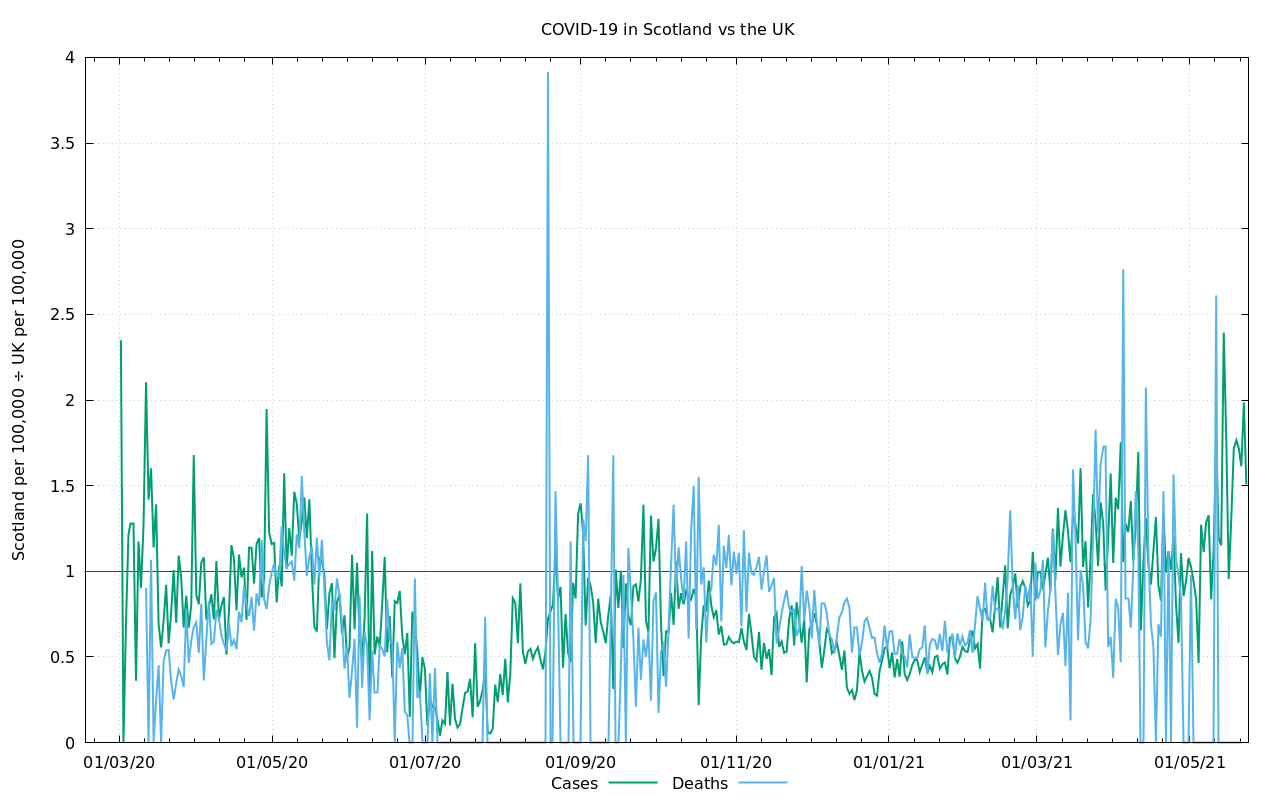 COVID-19 in Scotland vs the UK
4
3.5
3
2.5
2
1.5
1
0.5
0
Scotland per 100,000 ÷ UK per 100,000
01/03/20 01/05/20 01/07/20 01/09/20 01/11/20 01/01/21 01/03/21 01/05/21
Cases Deaths